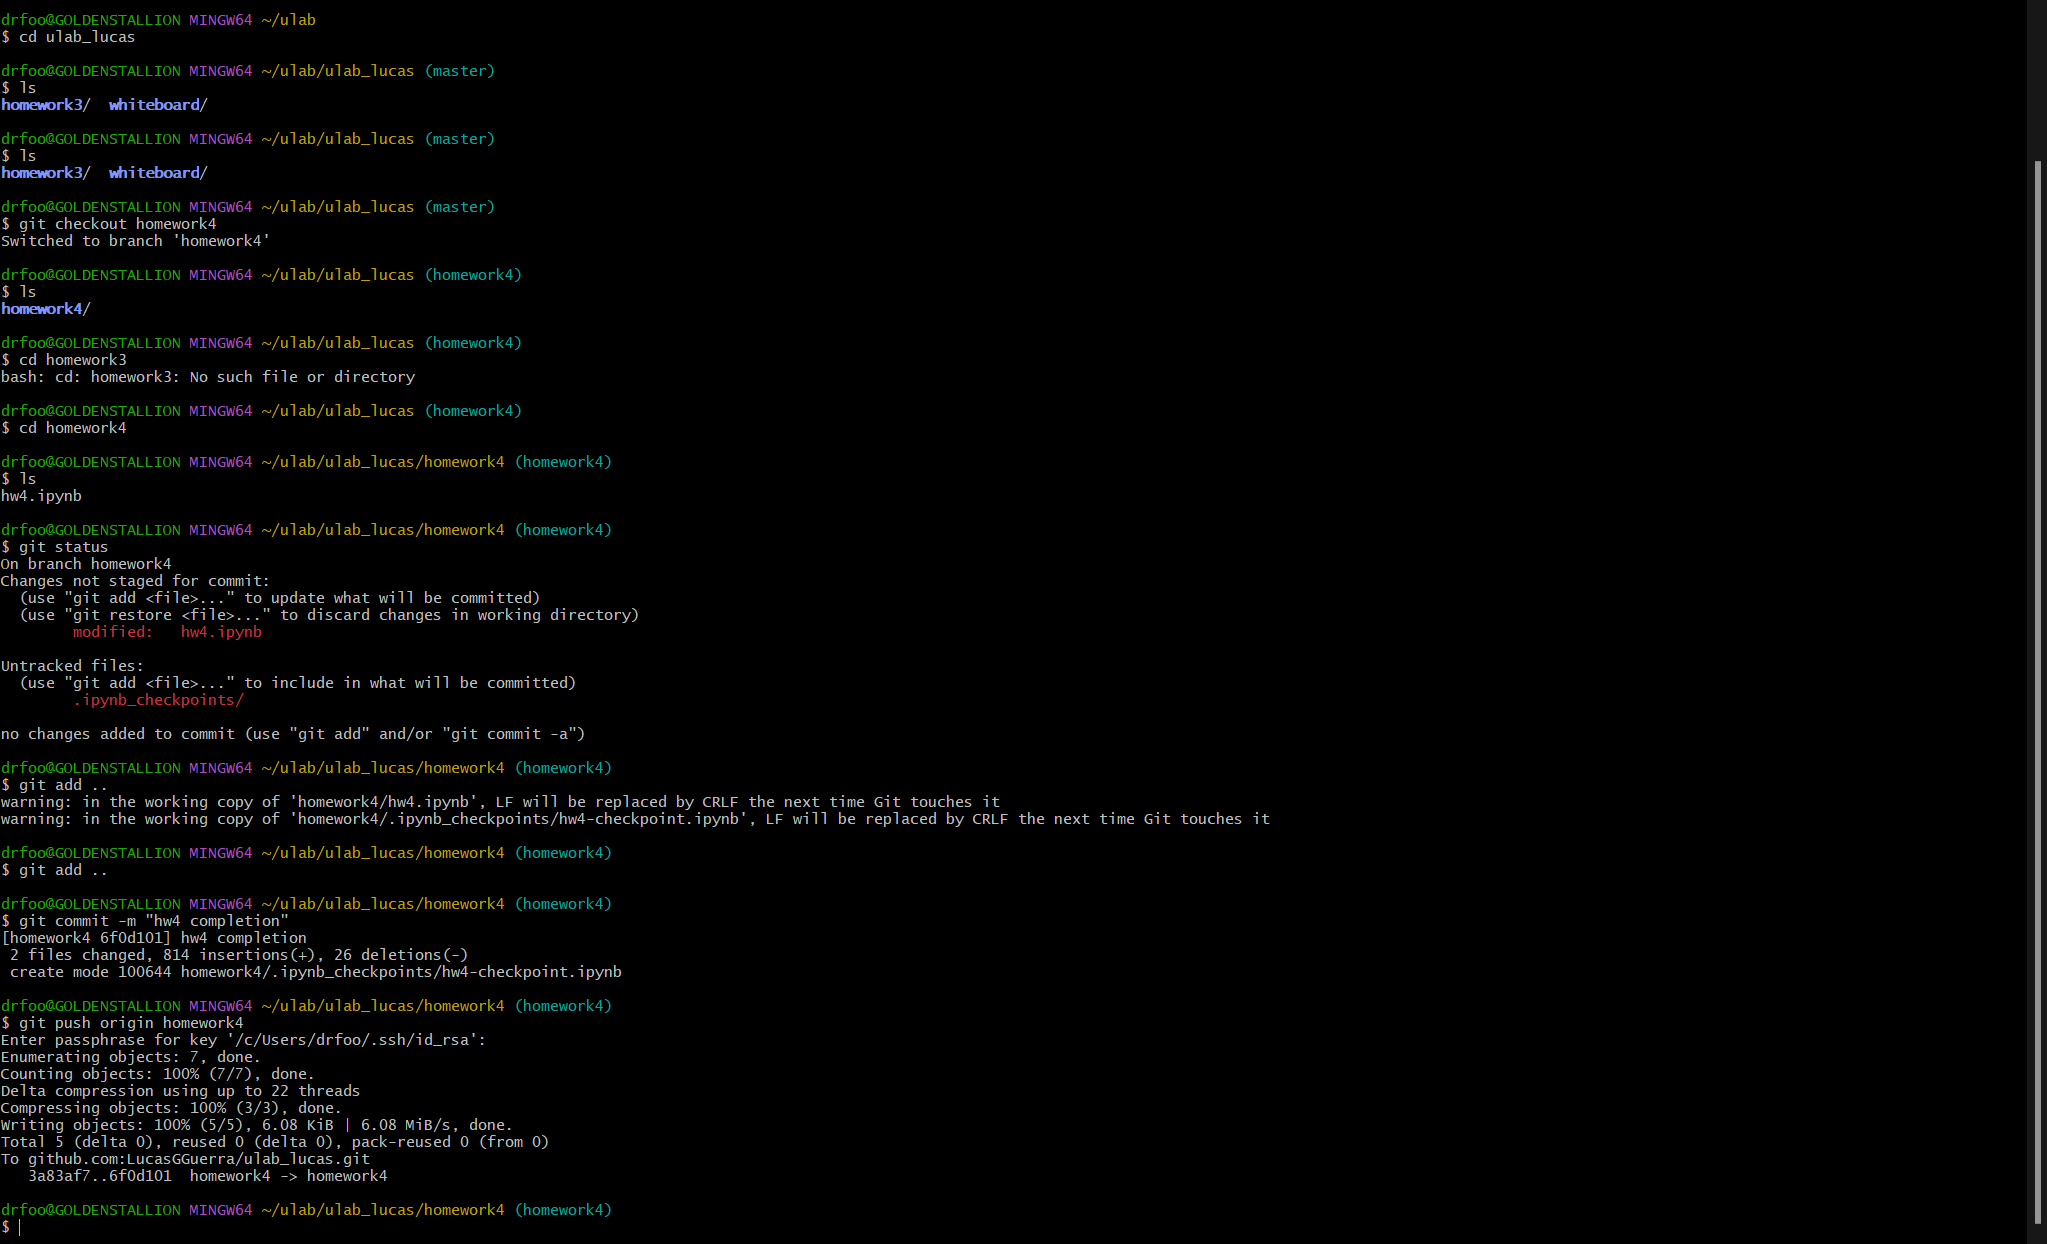 drfoo@GOLDENSTALLION MINGW64 ~/ulab
$ cd ulab_lucas
drfoo@GOLDENSTALLION MINGW64 ~/ulab/ulab_lucas (master)
$ ls
homework3/  whiteboard/
drfoo@GOLDENSTALLION MINGW64 ~/ulab/ulab_lucas (master)
$ ls
homework3/  whiteboard/
drfoo@GOLDENSTALLION MINGW64 ~/ulab/ulab_lucas (master)
$ git checkout homework4
Switched to branch 'homework4'
drfoo@GOLDENSTALLION MINGW64 ~/ulab/ulab_lucas (homework4)
$ ls
homework4/
drfoo@GOLDENSTALLION MINGW64 ~/ulab/ulab_lucas (homework4)
$ cd homework3
bash: cd: homework3: No such file or directory
drfoo@GOLDENSTALLION MINGW64 ~/ulab/ulab_lucas (homework4)
$ cd homework4
drfoo@GOLDENSTALLION MINGW64 ~/ulab/ulab_lucas/homework4 (homework4)
$ ls
hw4.ipynb
drfoo@GOLDENSTALLION MINGW64 ~/ulab/ulab_lucas/homework4 (homework4)
$ git status
On branch homework4
Changes not staged for commit:
  (use "git add <file>..." to update what will be committed)
  (use "git restore <file>..." to discard changes in working directory)
        modified:   hw4.ipynb
Untracked files:
  (use "git add <file>..." to include in what will be committed)
        .ipynb_checkpoints/
no changes added to commit (use "git add" and/or "git commit -a")
drfoo@GOLDENSTALLION MINGW64 ~/ulab/ulab_lucas/homework4 (homework4)
$ git add ..
warning: in the working copy of 'homework4/hw4.ipynb', LF will be replaced by CRLF the next time Git touches it
warning: in the working copy of 'homework4/.ipynb_checkpoints/hw4-checkpoint.ipynb', LF will be replaced by CRLF the next time Git touches it
drfoo@GOLDENSTALLION MINGW64 ~/ulab/ulab_lucas/homework4 (homework4)
$ git add ..
drfoo@GOLDENSTALLION MINGW64 ~/ulab/ulab_lucas/homework4 (homework4)
$ git commit -m "hw4 completion"
[homework4 6f0d101] hw4 completion
 2 files changed, 814 insertions(+), 26 deletions(-)
 create mode 100644 homework4/.ipynb_checkpoints/hw4-checkpoint.ipynb
drfoo@GOLDENSTALLION MINGW64 ~/ulab/ulab_lucas/homework4 (homework4)
$ git push origin homework4
Enter passphrase for key '/c/Users/drfoo/.ssh/id_rsa':
Enumerating objects: 7, done.
Counting objects: 100% (7/7), done.
Delta compression using up to 22 threads
Compressing objects: 100% (3/3), done.
Writing objects: 100% (5/5), 6.08 KiB | 6.08 MiB/s, done.
Total 5 (delta 0), reused 0 (delta 0), pack-reused 0 (from 0)
To github.com:LucasGGuerra/ulab_lucas.git
   3a83af7..6f0d101  homework4 -> homework4
drfoo@GOLDENSTALLION MINGW64 ~/ulab/ulab_lucas/homework4 (homework4)
$